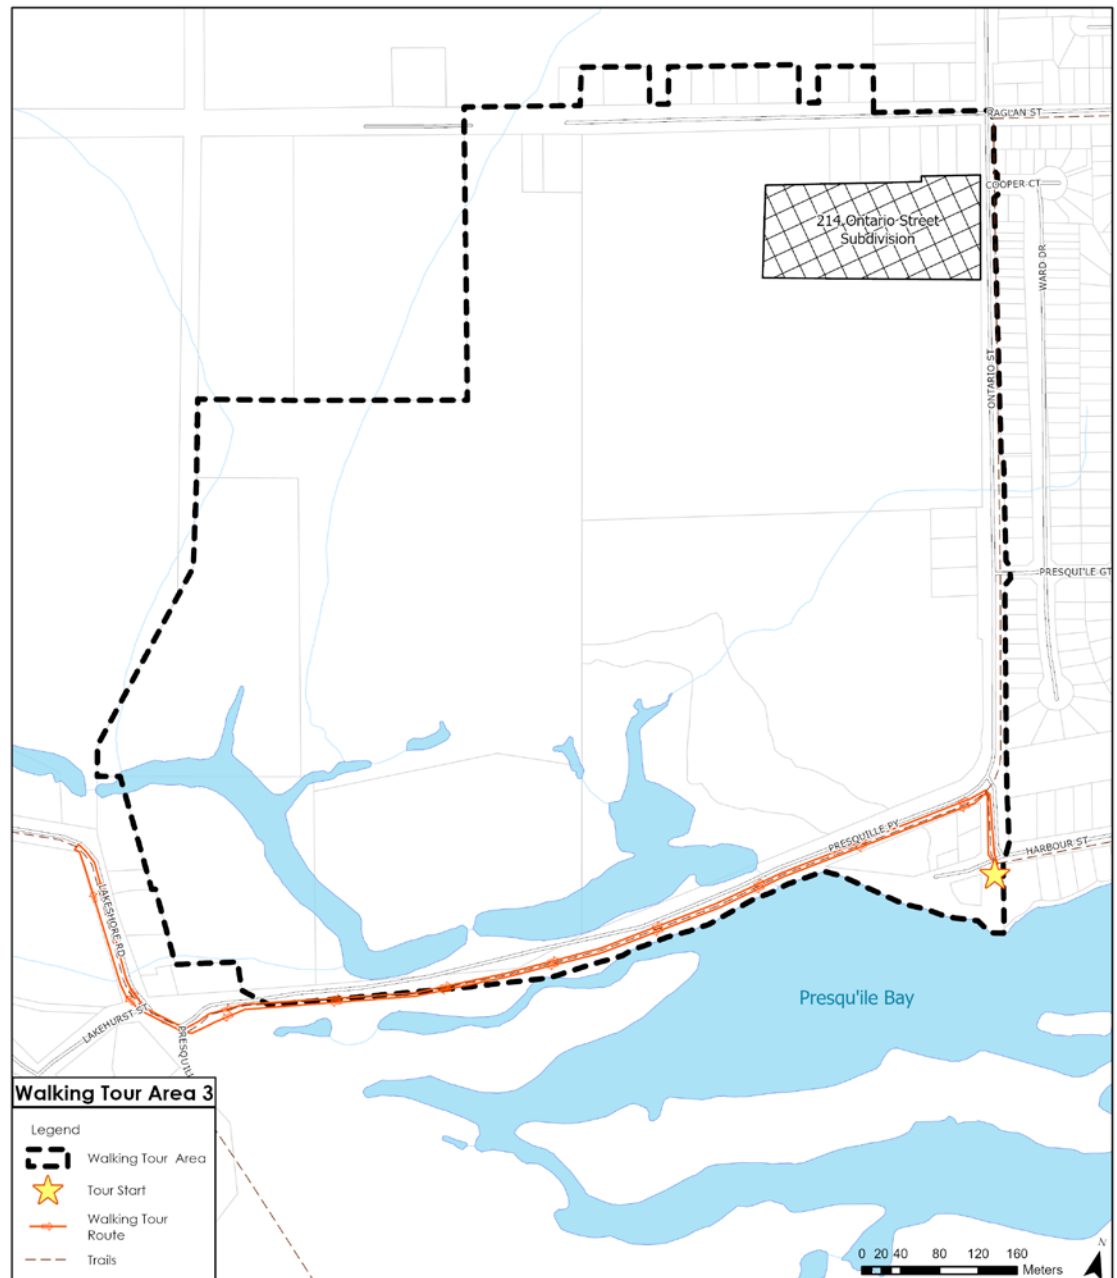 RAGLAN ST
COOPER CT
214 Ontario Street
Subdivision
WARD DR
ONTARIO ST
PRESQUI'LE GT
PRESQUILLE PY
HARBOUR ST
LAKESHORE RD
Presqu'ile Bay
LAKEHURST ST
Walking Tour Area 3
Legend
Walking Tour Area
Tour Start
Walking Tour
Route
Trails
N
0 20 40 80 120 160
Meters